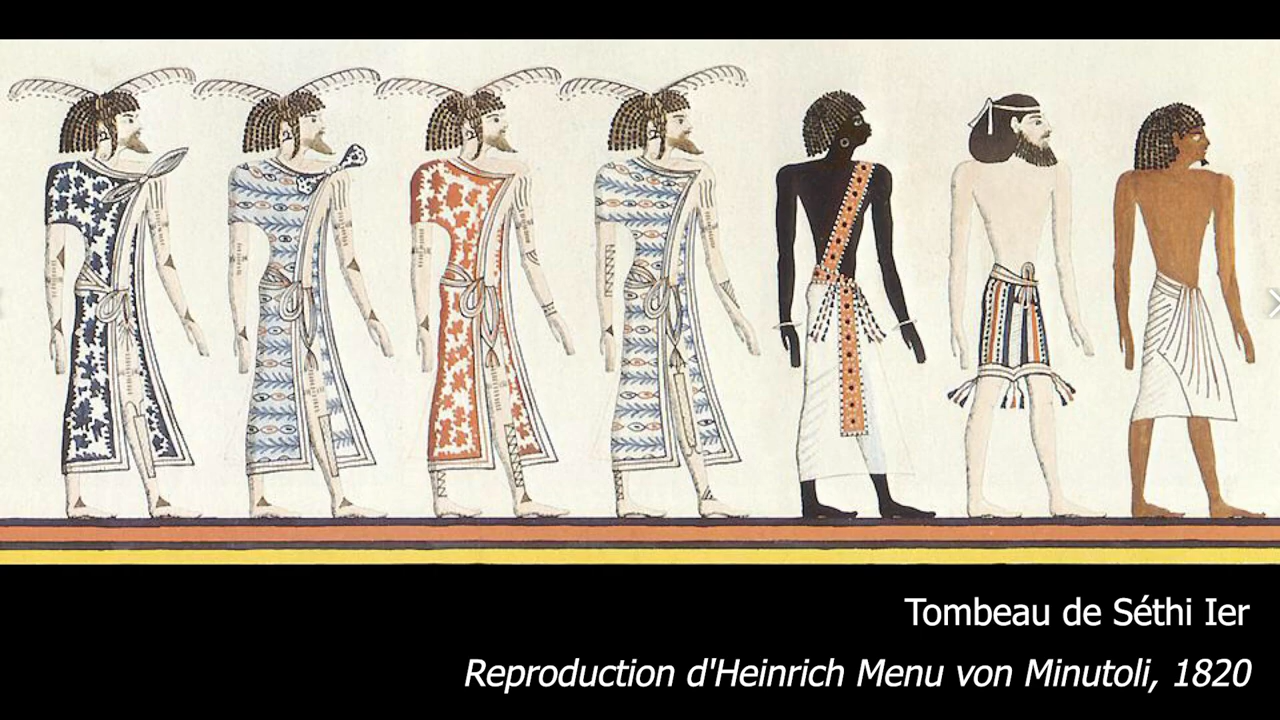 Tombeau de Séthi Ier
Reproduction d'Heinrich Menu von Minutoli, 1820